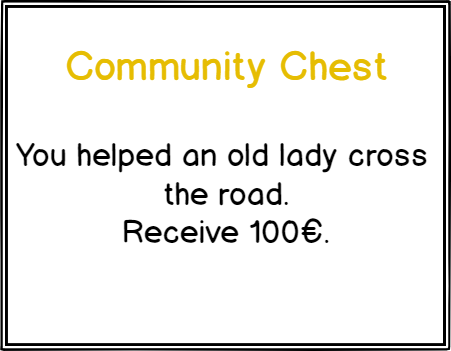 Community Chest
You helped an old lady cross
the road.
Receive 100€.